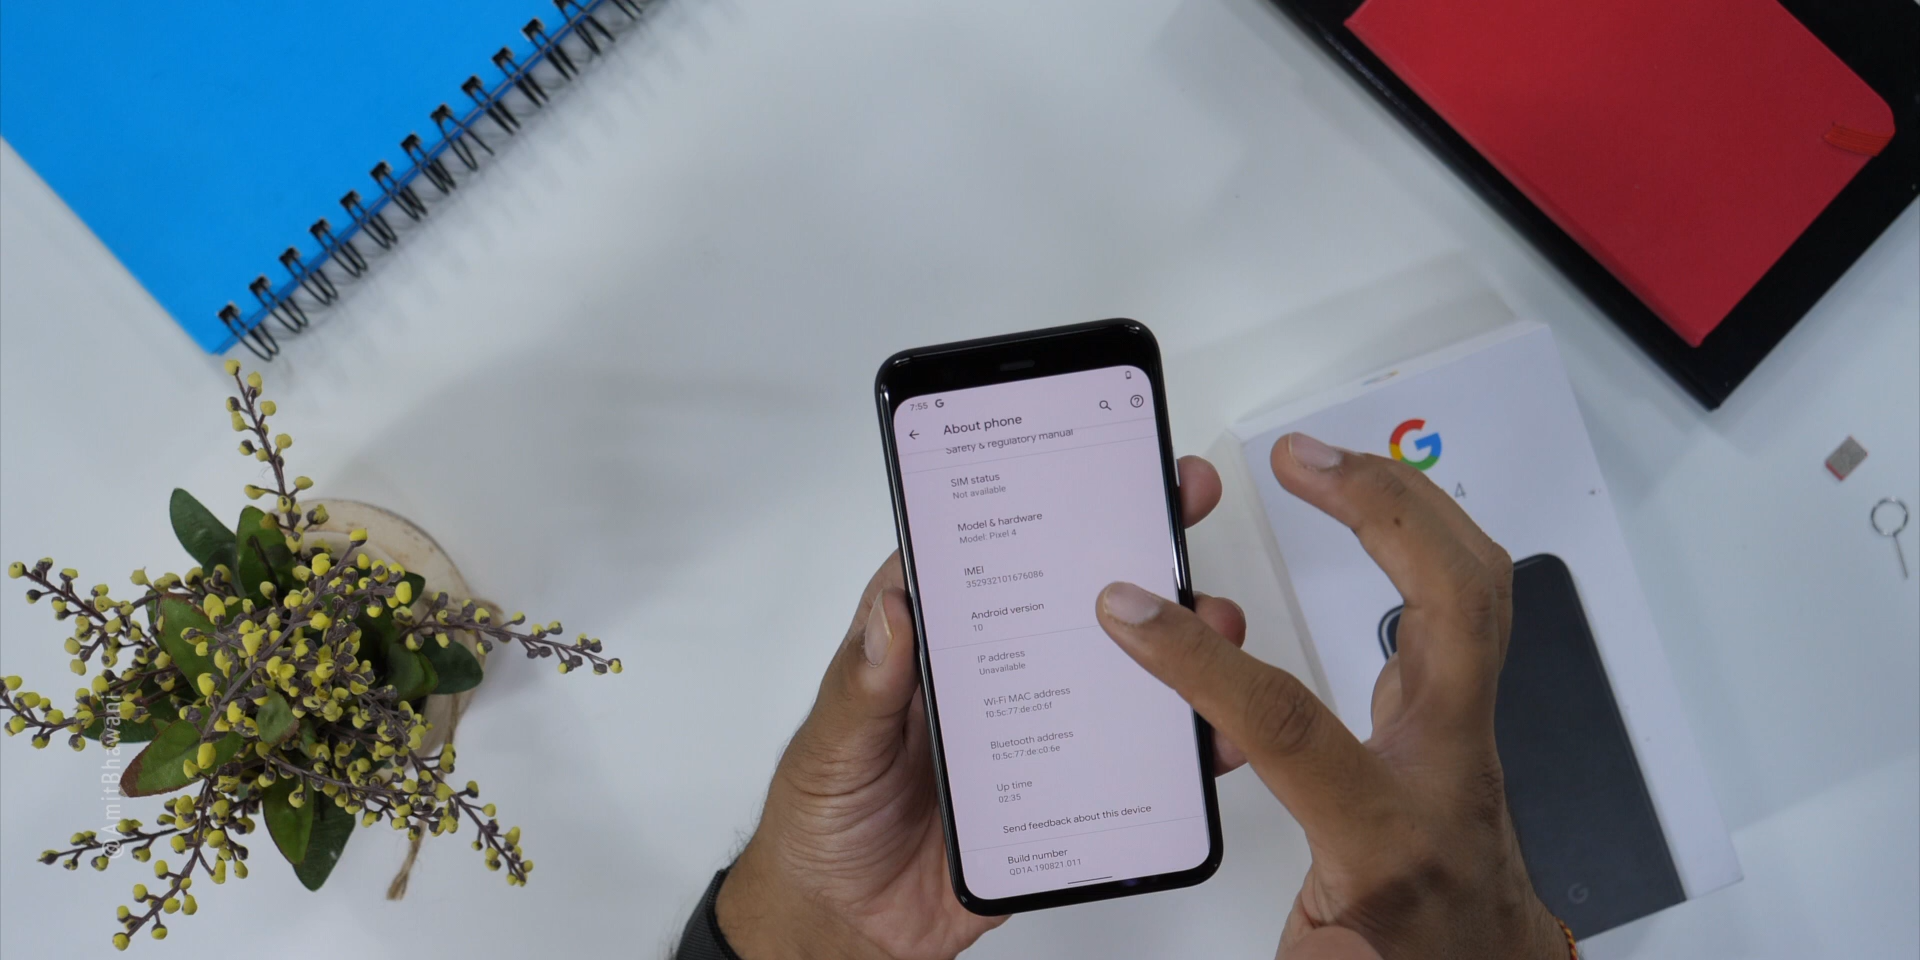 7:55
About phone
Safety & regulatory manual
SIM status
Not available
Model & hardware
Model: Pixel 4
IMEI
352932101676086
Android version
10
IP address
Unavailable
Wi-Fi MAC address
f0:5c:77:de:c0:6f
Bluetooth address
f0:5c:77:de:c0:6e
Up time
02:35
Send feedback about this device
Build number
QD1A.190821.011
4
@AmitBhawani